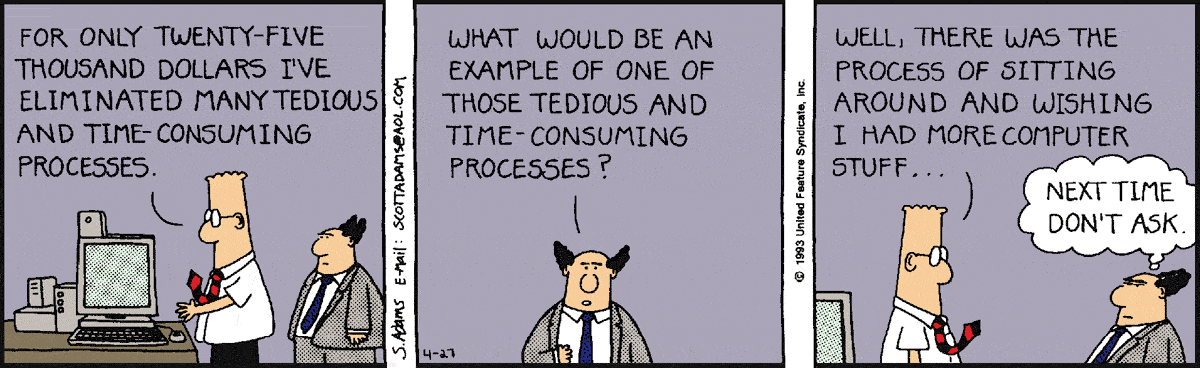 FOR ONLY TWENTY-FIVE
THOUSAND DOLLARS I'VE
ELIMINATED MANY TEDIOUS
AND TIME-CONSUMING
PROCESSES.
S. Adams E-MAIL: SCOTTADAMS@AOL.COM
WHAT WOULD BE AN
EXAMPLE OF ONE OF
THOSE TEDIOUS AND
TIME-CONSUMING
PROCESSES?
4-27
© 1993 United Feature Syndicate, Inc.
WELL, THERE WAS THE
PROCESS OF SITTING
AROUND AND WISHING
I HAD MORE COMPUTER
STUFF...
NEXT TIME
DON'T ASK.